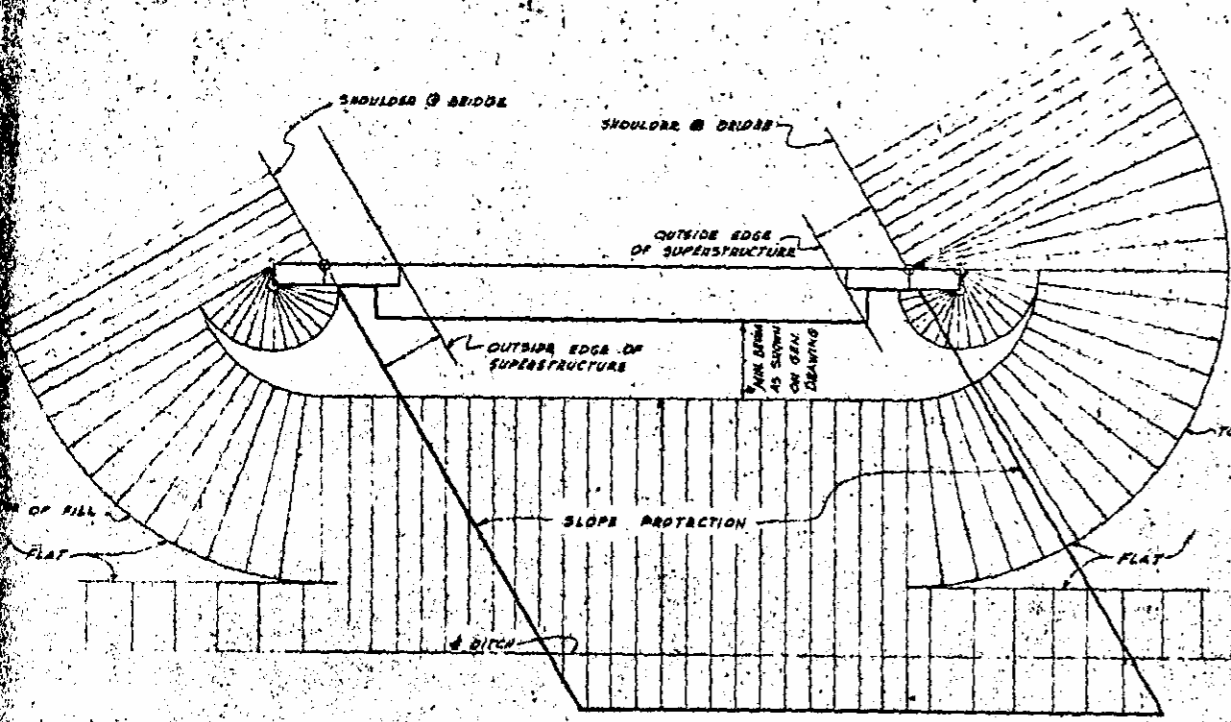 SHOULDER @ BRIDGE
SHOULDER @ BRIDGE
OUTSIDE EDGE
OF SUPERSTRUCTURE
OUTSIDE EDGE OF
SUPERSTRUCTURE
MIN. BERM
AS SHOWN
ON GEN.
DRAWING
OF FILL
SLOPE PROTECTION
FLAT
FLAT
℄ DITCH